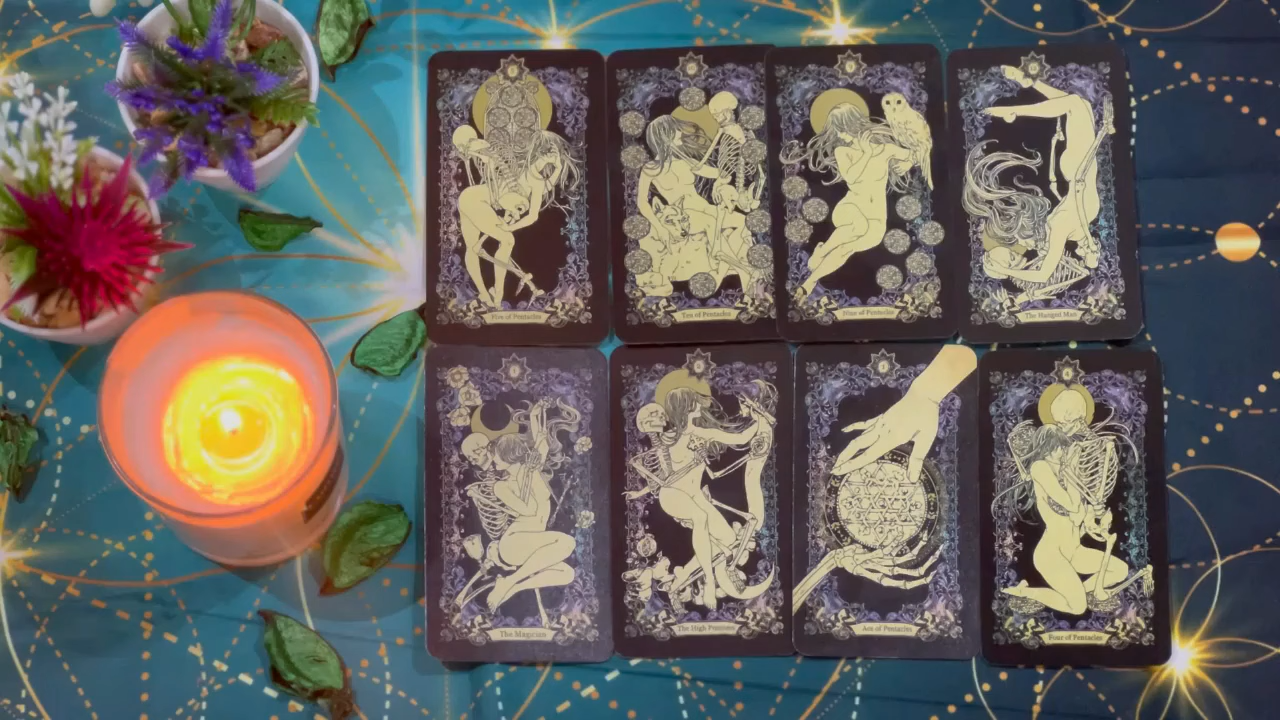 Five of Pentacles
Ten of Pentacles
Nine of Pentacles
The Hanged Man
The Magician
The High Priestess
Ace of Pentacles
Four of Pentacles